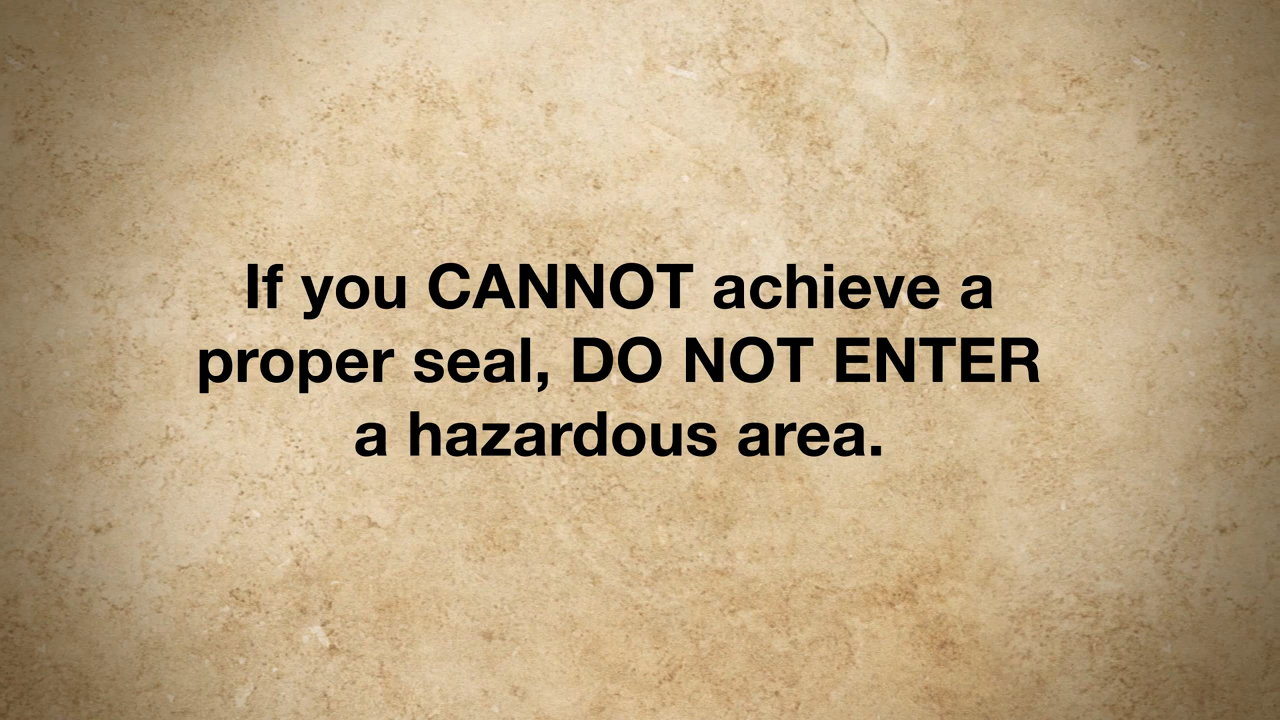 If you CANNOT achieve a
proper seal, DO NOT ENTER
a hazardous area.